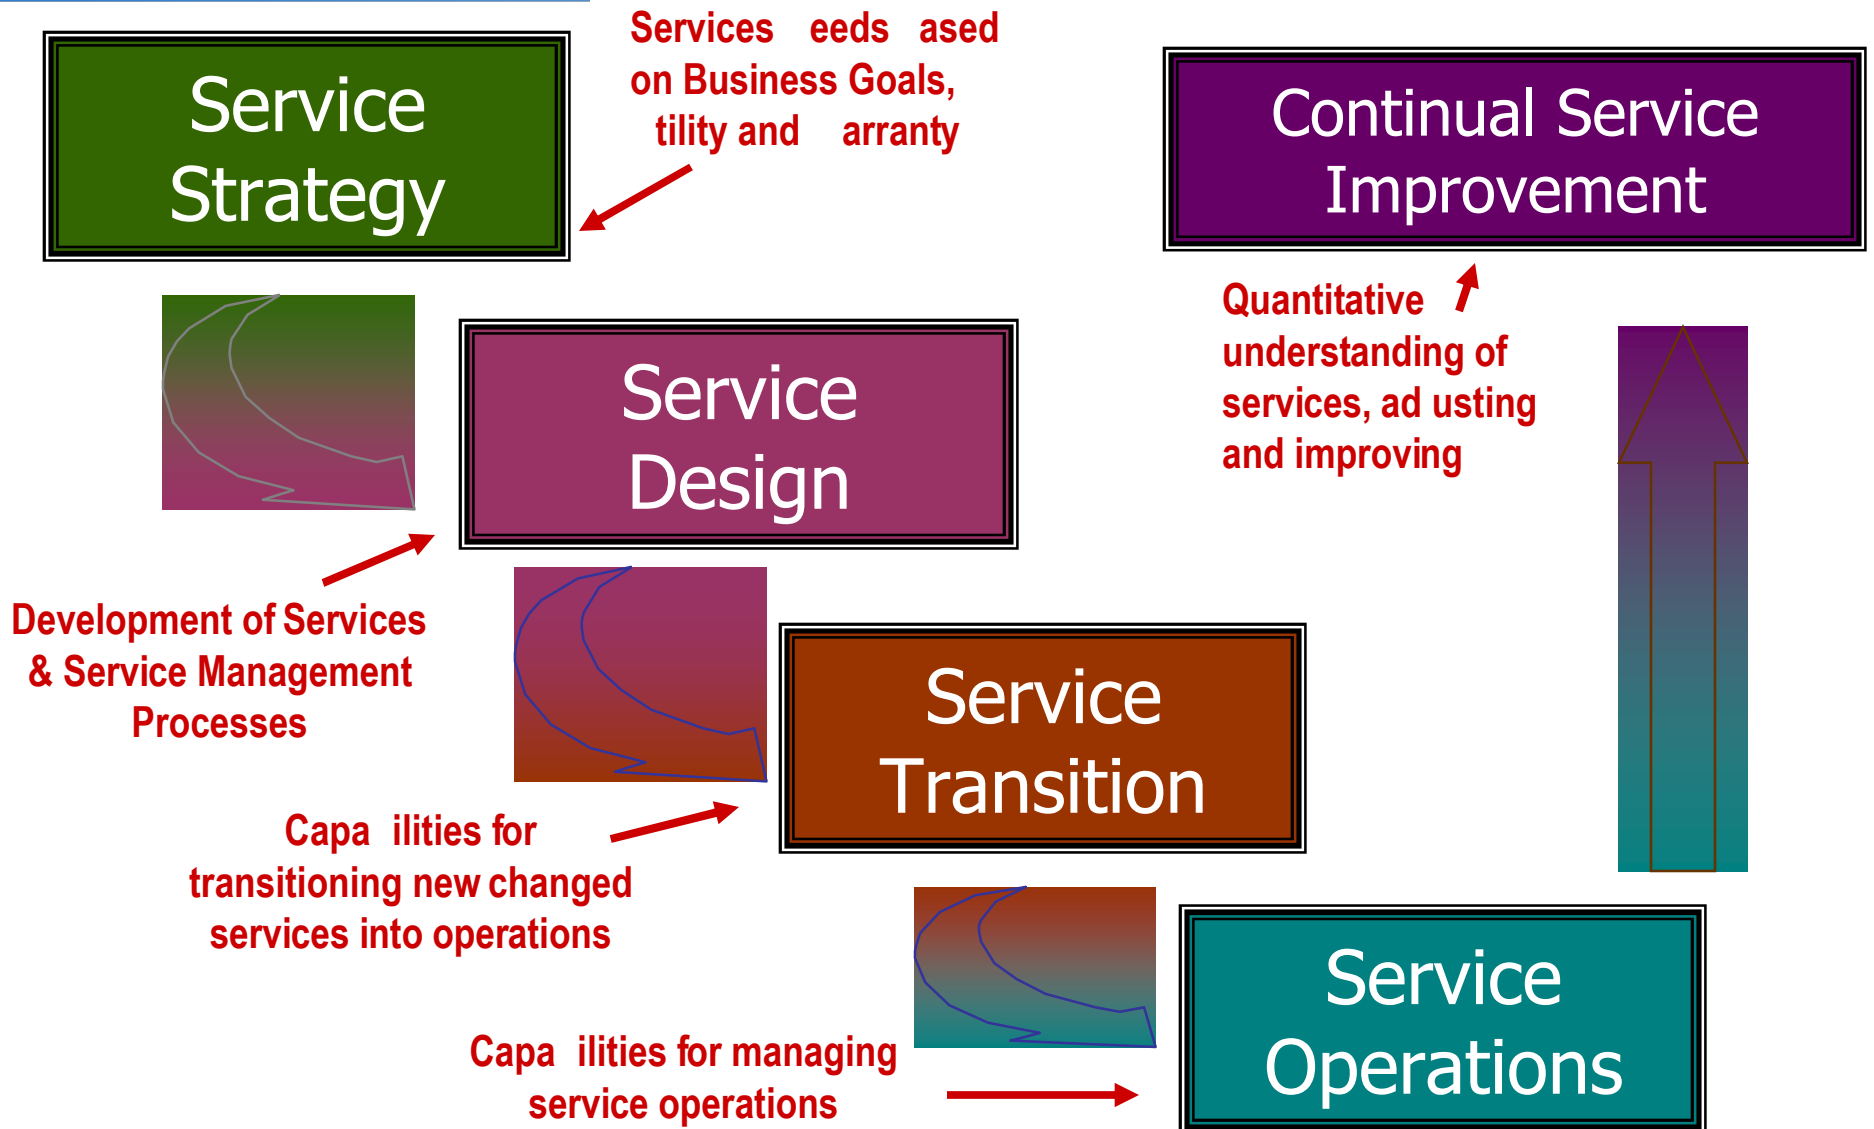 Services eeds ased
on Business Goals,
tility and arranty
Service
Strategy
Continual Service
Improvement
Quantitative
understanding of
services, ad usting
and improving
Service
Design
Development of Services
& Service Management
Processes
Service
Transition
Capa ilities for
transitioning new changed
services into operations
Service
Operations
Capa ilities for managing
service operations